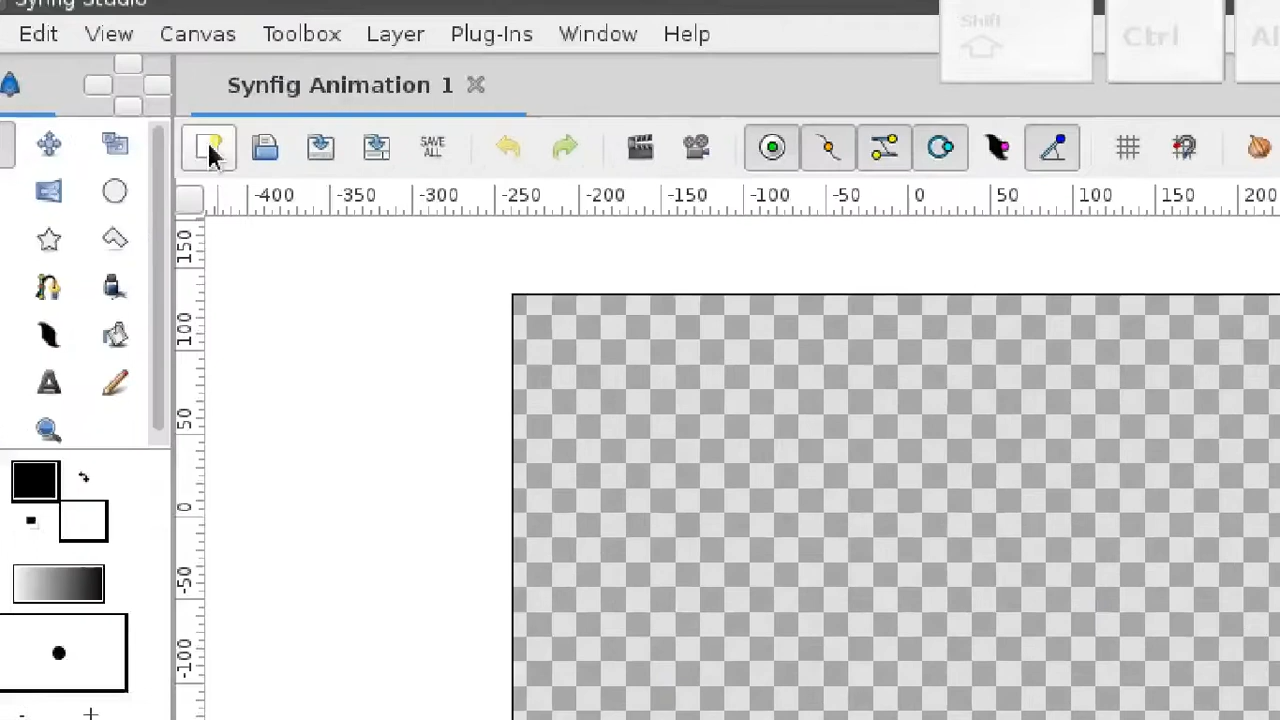 Synfig Studio
Shift
Ctrl
Al
Edit View Canvas Toolbox Layer Plug-Ins Window Help
Synfig Animation 1
SAVE ALL
-400 -350 -300 -250 -200 -150 -100 -50 0 50 100 150 200
150
100
50
0
-50
-100
- +